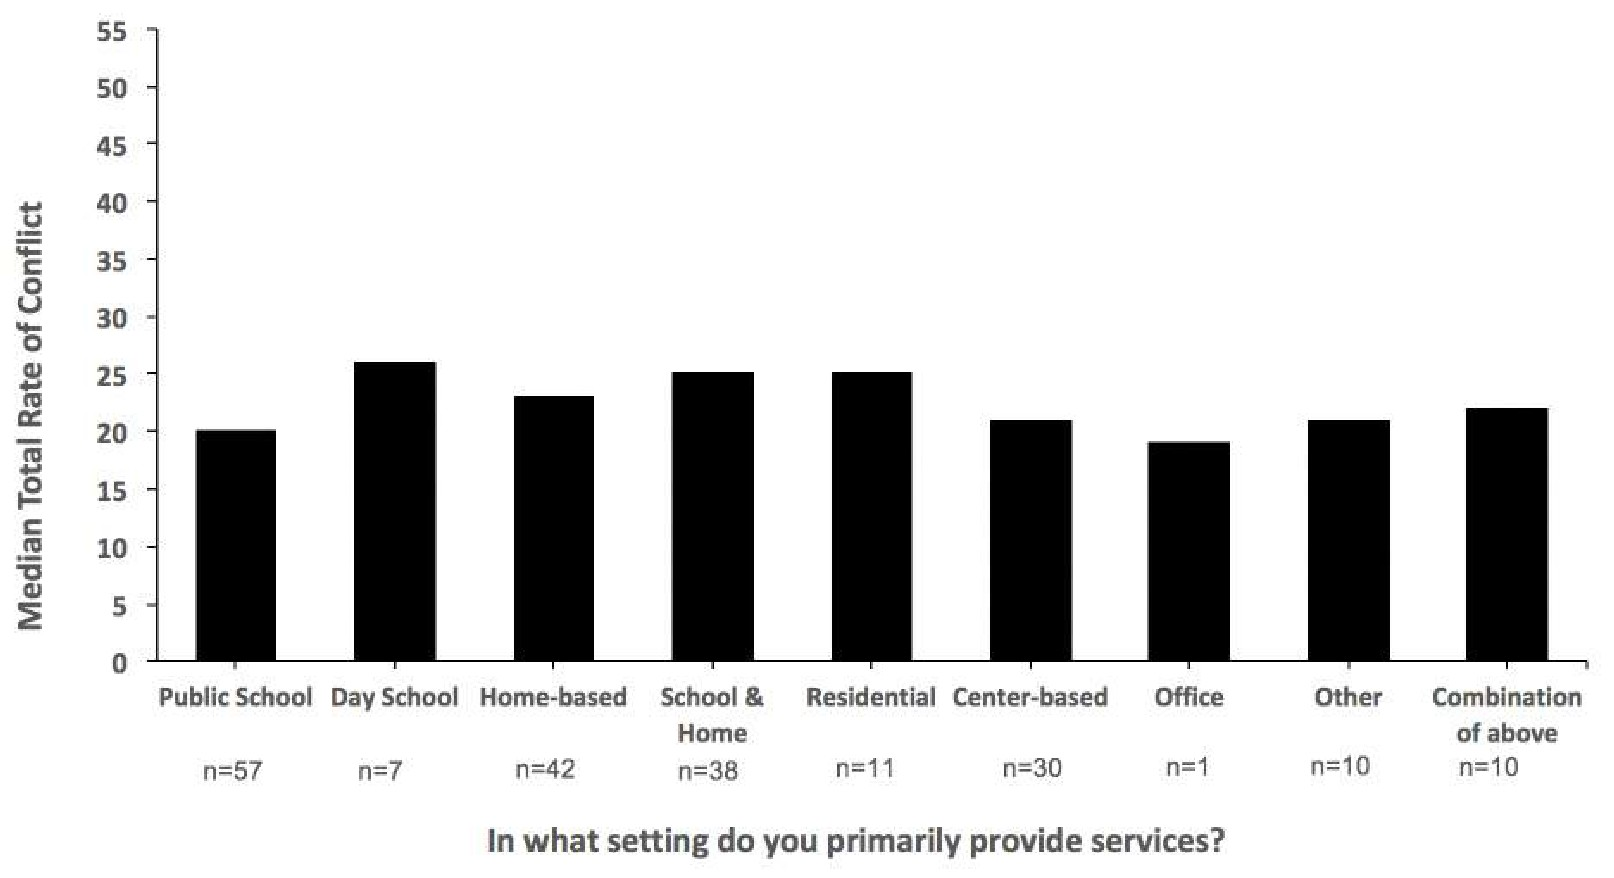 Median Total Rate of Conflict
55
50
45
40
35
30
25
20
15
10
5
0
Public School Day School Home-based School & Residential Center-based Office Other Combination
Home of above
n=57 n=7 n=42 n=38 n=11 n=30 n=1 n=10 n=10
In what setting do you primarily provide services?